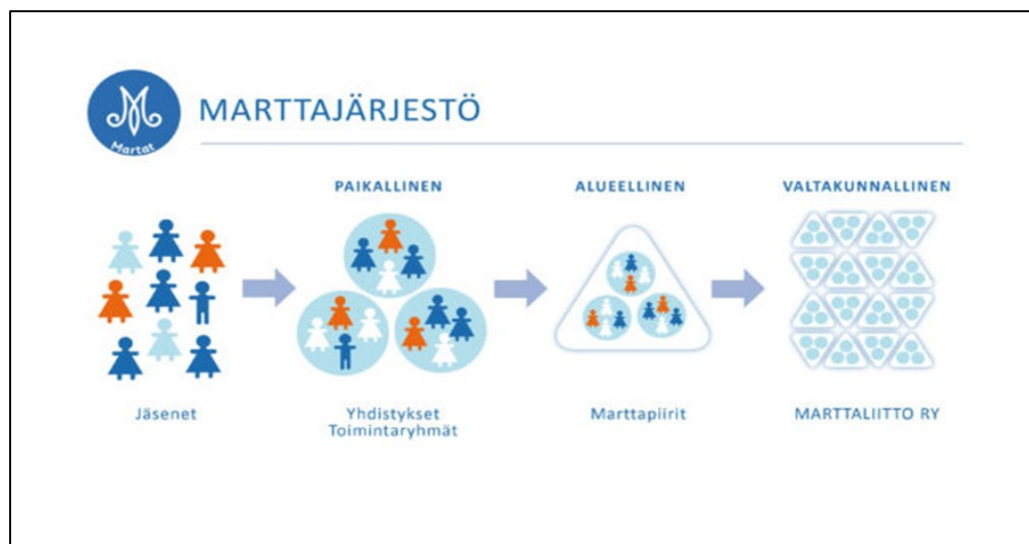 Martat
MARTTAJÄRJESTÖ
PAIKALLINEN
ALUEELLINEN
VALTAKUNNALLINEN
Jäsenet
Yhdistykset
Toimintaryhmät
Marttapiirit
MARTTALIITTO RY